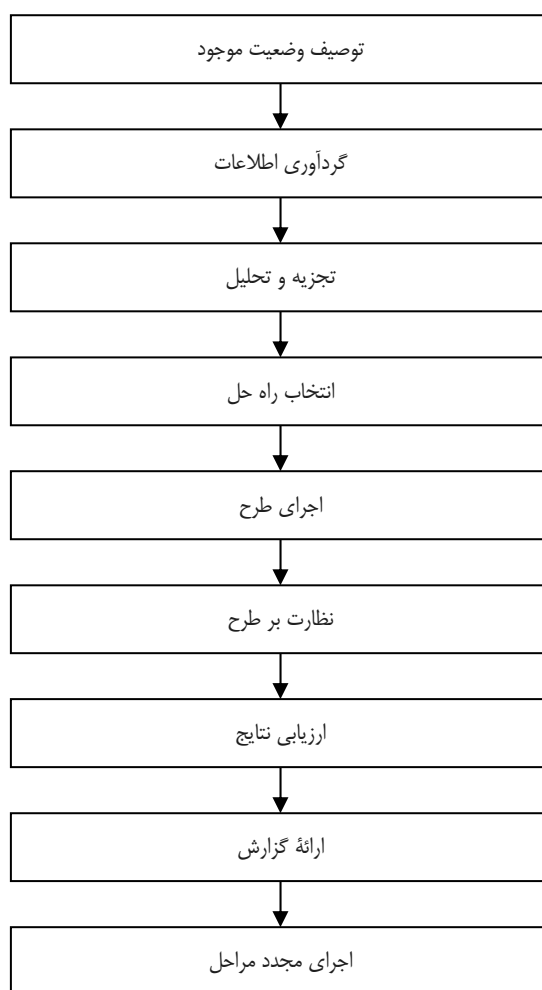 توصیف وضعیت موجود
گردآوری اطلاعات
تجزیه و تحلیل
انتخاب راه حل
اجرای طرح
نظارت بر طرح
ارزیابی نتایج
ارائهٔ گزارش
اجرای مجدد مراحل